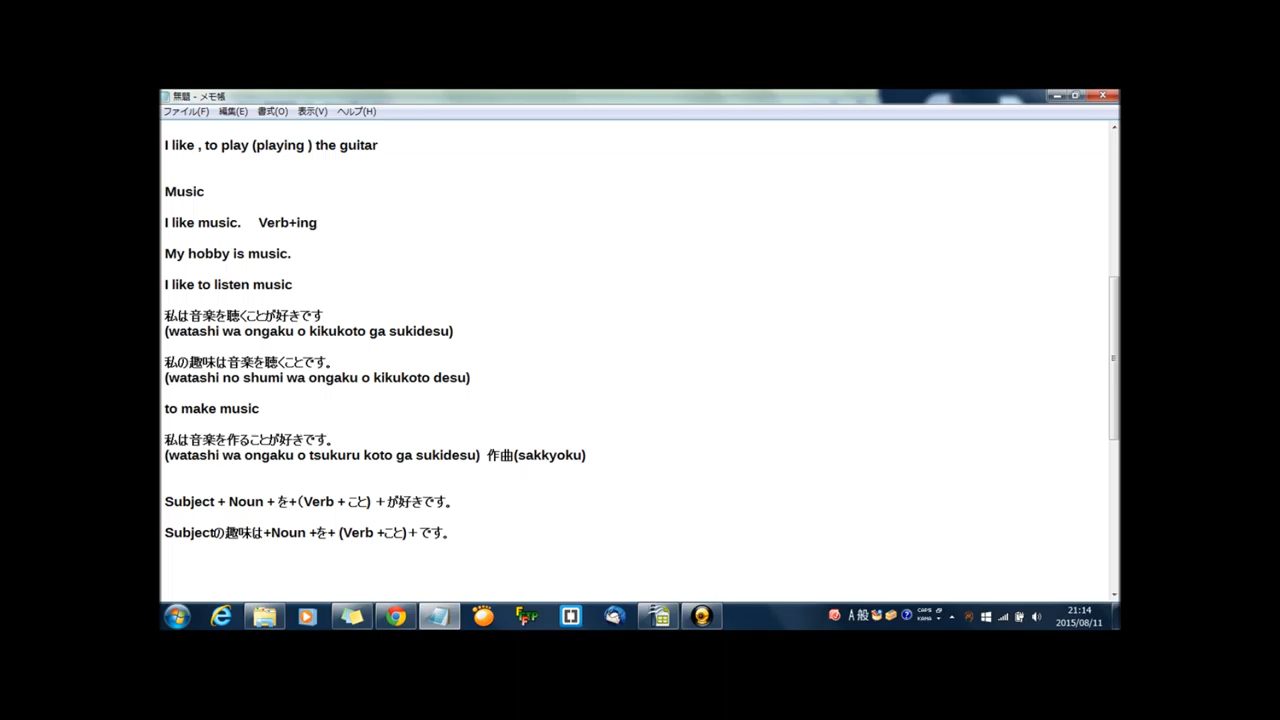 無題 - メモ帳
ファイル(F) 編集(E) 書式(O) 表示(V) ヘルプ(H)
I like , to play (playing ) the guitar
Music
I like music. Verb+ing
My hobby is music.
I like to listen music
私は音楽を聴くことが好きです
(watashi wa ongaku o kikukoto ga sukidesu)
私の趣味は音楽を聴くことです。
(watashi no shumi wa ongaku o kikukoto desu)
to make music
私は音楽を作ることが好きです。
(watashi wa ongaku o tsukuru koto ga sukidesu) 作曲(sakkyoku)
Subject + Noun + を+（Verb + こと) ＋が好きです。
Subjectの趣味は+Noun +を+ (Verb +こと)＋です。
A 般 CAPS KANA
21:14
2015/08/11